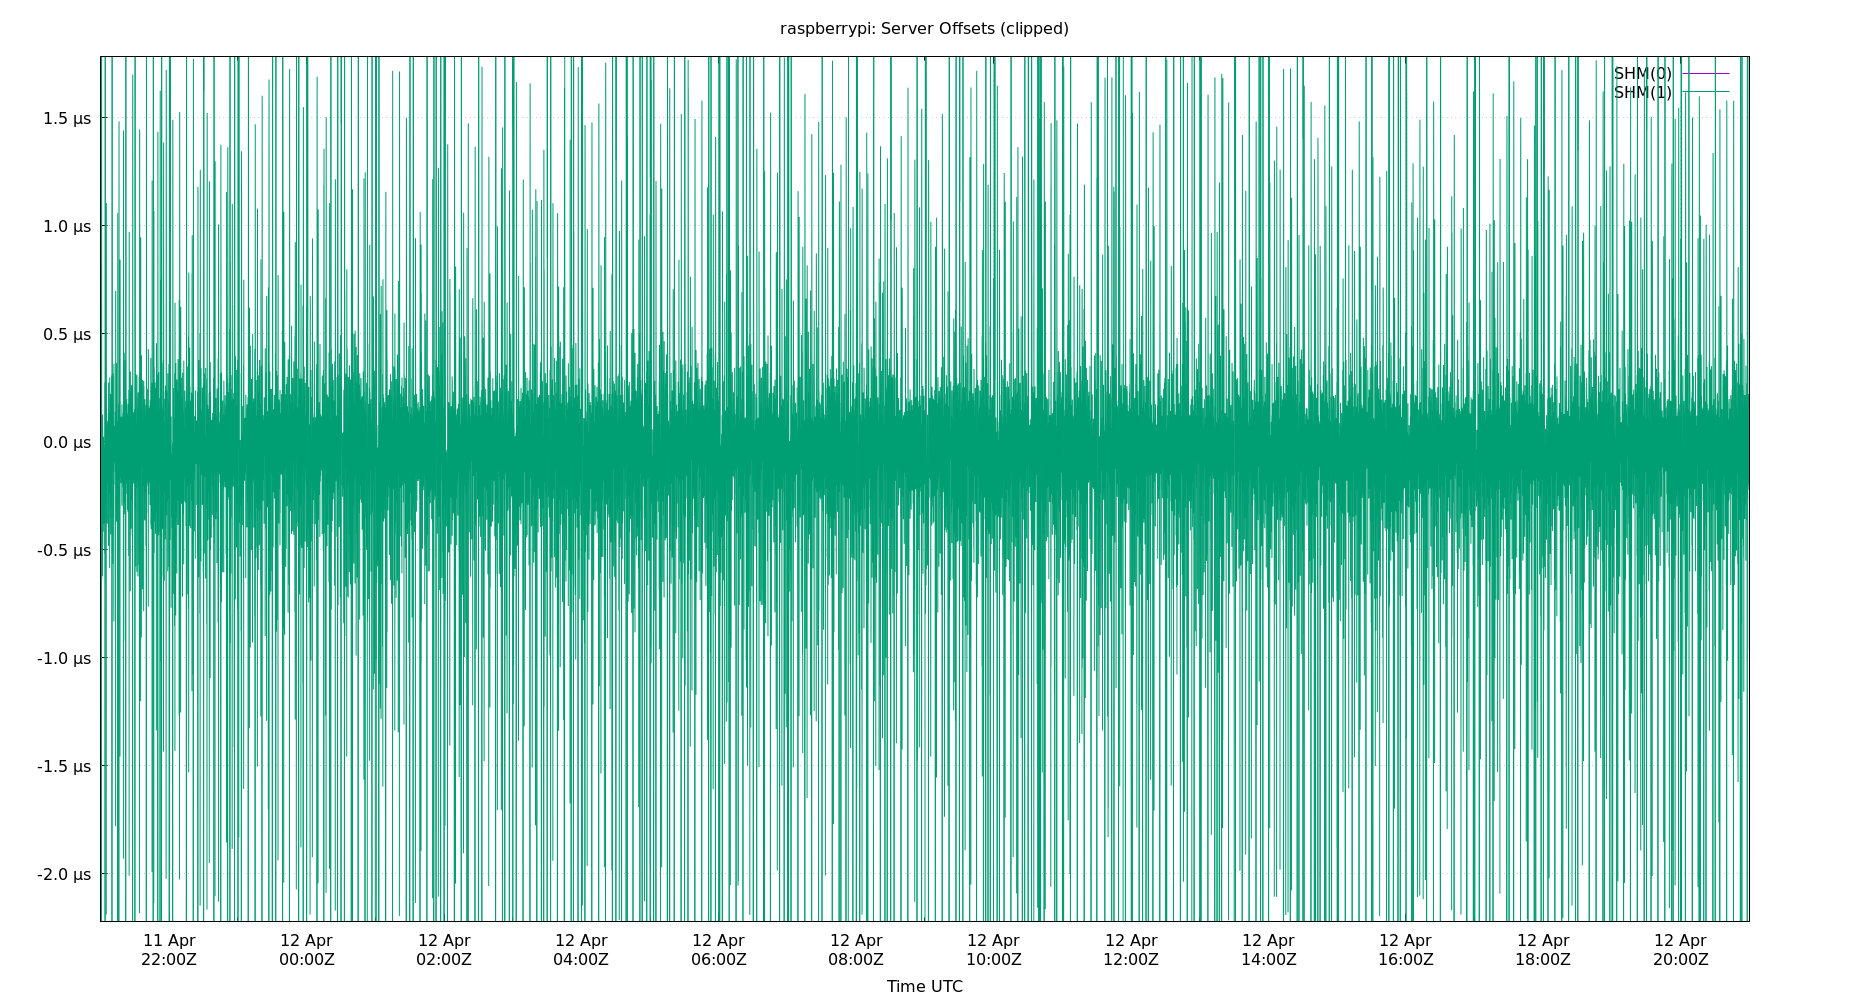 raspberrypi: Server Offsets (clipped)
SHM(0)
SHM(1)
1.5 µs
1.0 µs
0.5 µs
0.0 µs
-0.5 µs
-1.0 µs
-1.5 µs
-2.0 µs
11 Apr 12 Apr 12 Apr 12 Apr 12 Apr 12 Apr 12 Apr 12 Apr 12 Apr 12 Apr 12 Apr 12 Apr
22:00Z 00:00Z 02:00Z 04:00Z 06:00Z 08:00Z 10:00Z 12:00Z 14:00Z 16:00Z 18:00Z 20:00Z
Time UTC